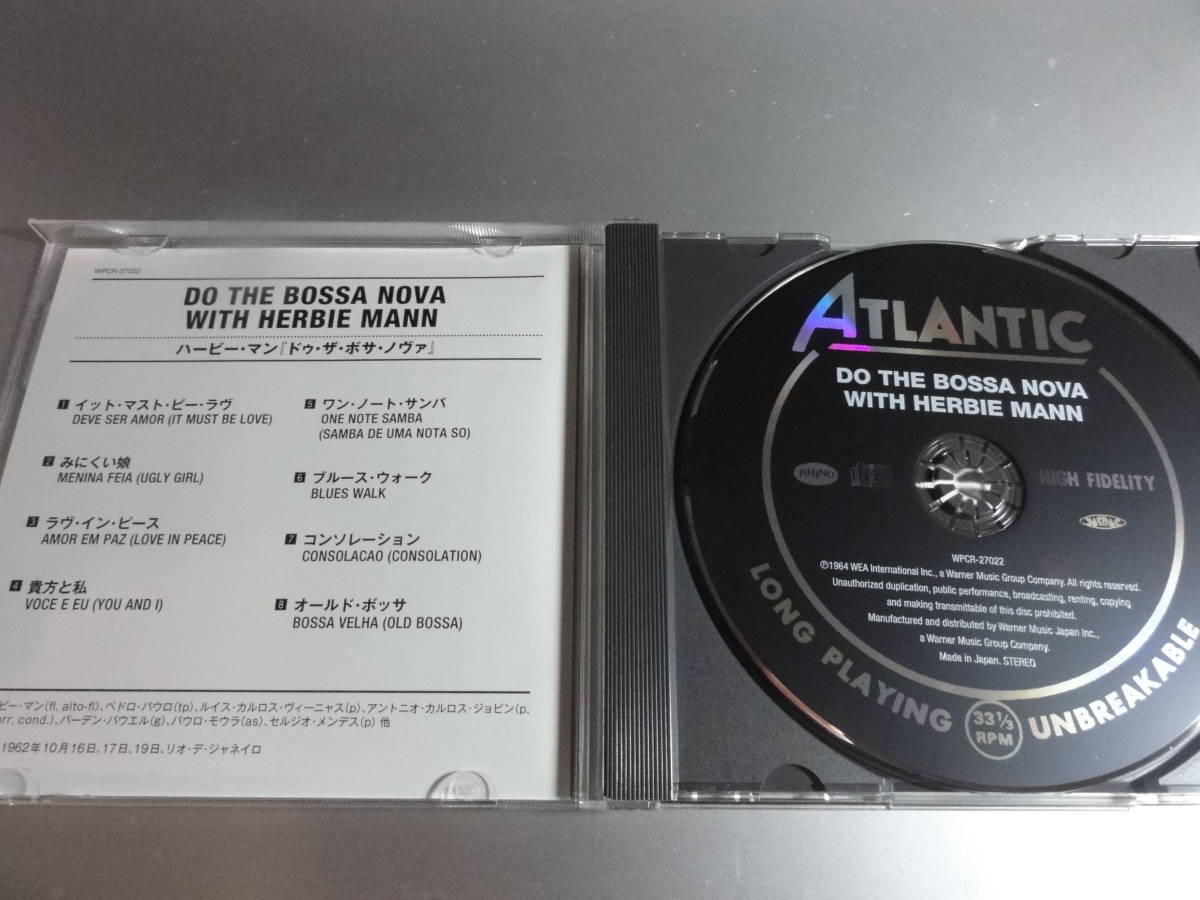 WPCR-27022
DO THE BOSSA NOVA
WITH HERBIE MANN
ハービー・マン『ドゥ・ザ・ボサ・ノヴァ』
1 イット・マスト・ビー・ラヴ
DEVE SER AMOR (IT MUST BE LOVE)
2 みにくい娘
MENINA FEIA (UGLY GIRL)
3 ラヴ・イン・ピース
AMOR EM PAZ (LOVE IN PEACE)
4 貴方と私
VOCE E EU (YOU AND I)
5 ワン・ノート・サンバ
ONE NOTE SAMBA
(SAMBA DE UMA NOTA SO)
6 ブルース・ウォーク
BLUES WALK
7 コンソレーション
CONSOLACAO (CONSOLATION)
8 オールド・ボッサ
BOSSA VELHA (OLD BOSSA)
ビー・マン(fl, alto-fl)、ペドロ・パウロ(tp)、ルイス・カルロス・ヴィーニャス(p)、アントニオ・カルロス・ジョビン(p,
arr, cond.)、バーデン・パウエル(g)、パウロ・モウラ(as)、セルジオ・メンデス(p) 他
1962年10月16日、17日、19日、リオ・デ・ジャネイロ
ATLANTIC
DO THE BOSSA NOVA
WITH HERBIE MANN
RHINO
HIGH FIDELITY
WPCR-27022
℗1964 WEA International Inc., a Warner Music Group Company. All rights reserved.
Unauthorized duplication, public performance, broadcasting, renting, copying
and making transmittable of this disc prohibited.
Manufactured and distributed by Warner Music Japan Inc.,
a Warner Music Group Company.
Made in Japan. STEREO
LONG PLAYING
33 1/3
RPM
UNBREAKABLE